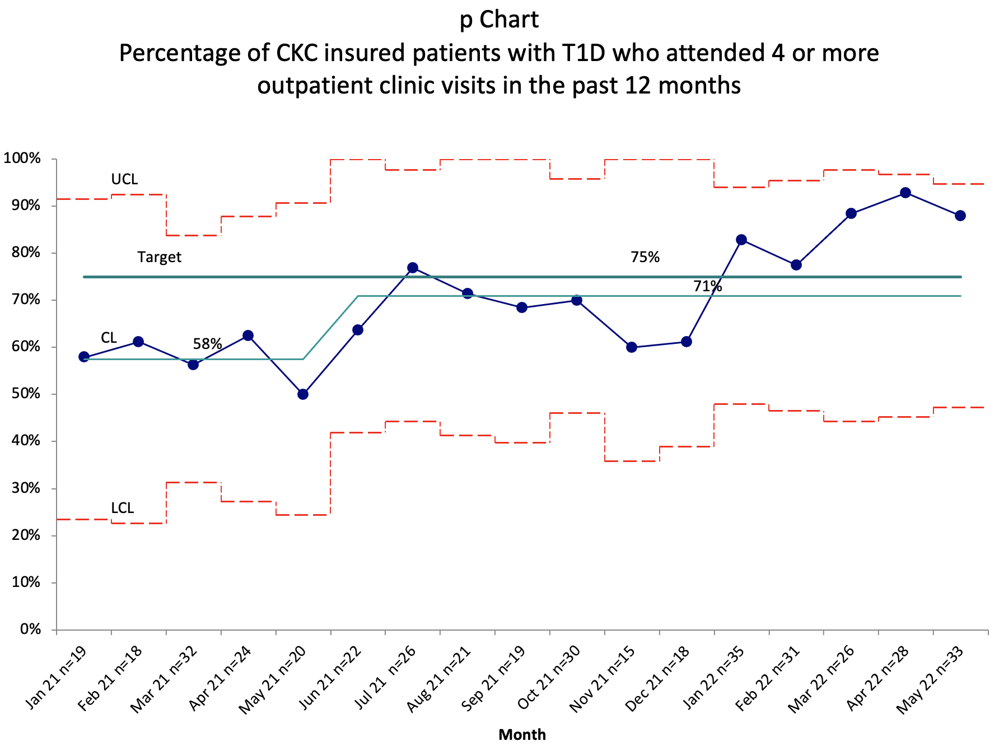 p Chart
Percentage of CKC insured patients with T1D who attended 4 or more
outpatient clinic visits in the past 12 months
100%
90%
80%
70%
60%
50%
40%
30%
20%
10%
0%
UCL
Target
75%
71%
CL
58%
LCL
Jan 21 n=19
Feb 21 n=18
Mar 21 n=32
Apr 21 n=24
May 21 n=20
Jun 21 n=22
Jul 21 n=26
Aug 21 n=21
Sep 21 n=19
Oct 21 n=30
Nov 21 n=15
Dec 21 n=18
Jan 22 n=35
Feb 22 n=31
Mar 22 n=26
Apr 22 n=28
May 22 n=33
Month